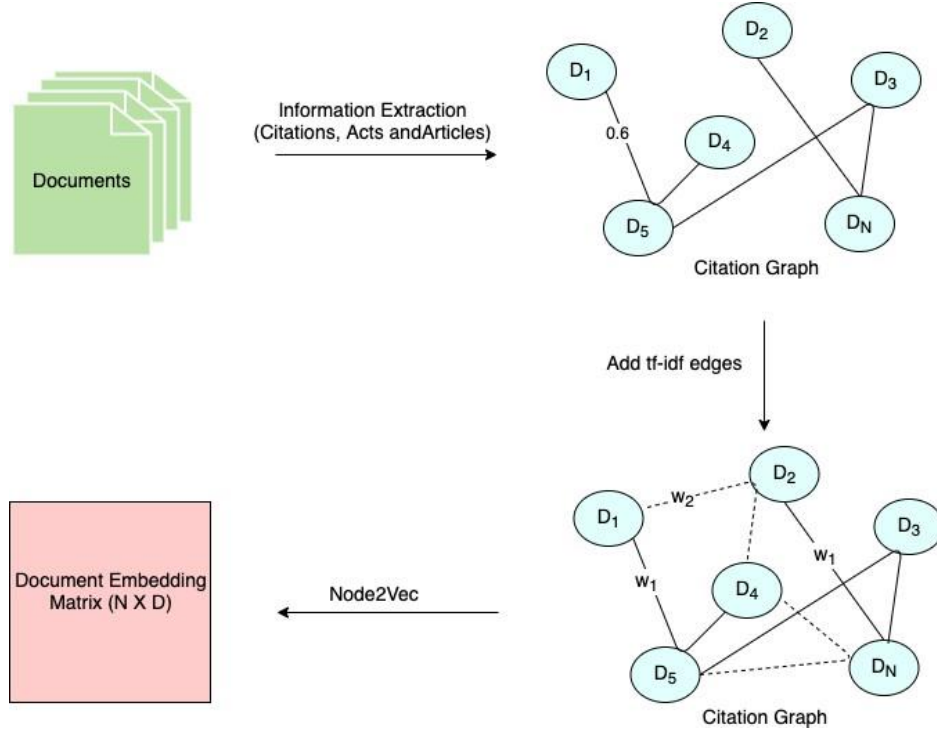 Documents
Information Extraction
(Citations, Acts andArticles)
D1
D2
D3
0.6
D4
D5
DN
Citation Graph
Add tf-idf edges
D2
w2
D1
D3
w1
w1
D4
D5
DN
Citation Graph
Node2Vec
Document Embedding
Matrix (N X D)